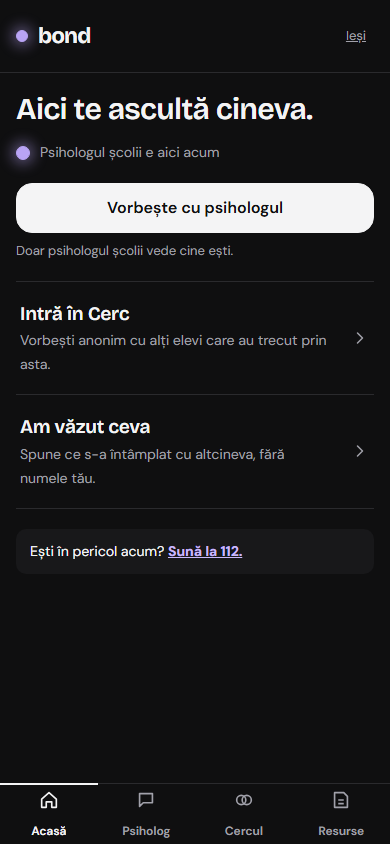 bond
Ieși
Aici te ascultă cineva.
Psihologul școlii e aici acum
Vorbește cu psihologul
Doar psihologul școlii vede cine ești.
Intră în Cerc
Vorbești anonim cu alți elevi care au trecut prin
asta.
Am văzut ceva
Spune ce s-a întâmplat cu altcineva, fără
numele tău.
Ești în pericol acum? Sună la 112.
Acasă
Psiholog
Cercul
Resurse